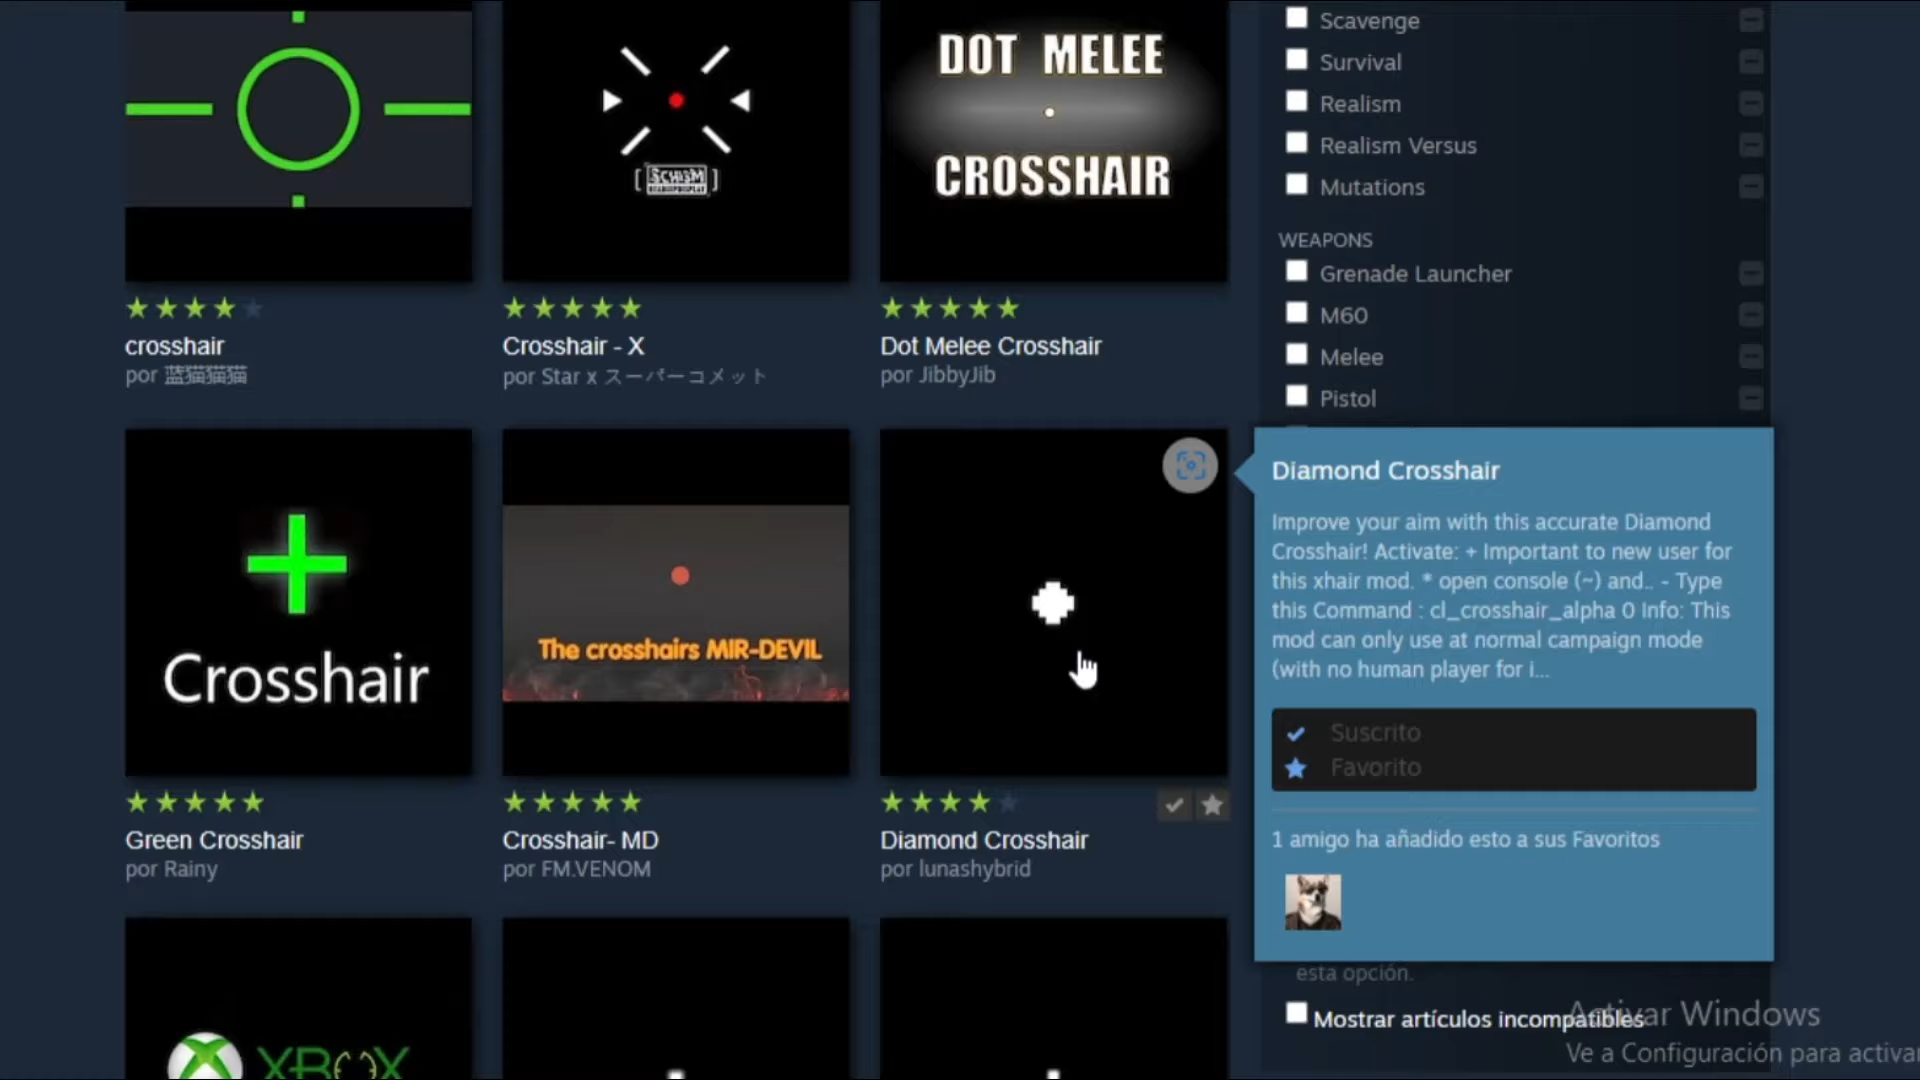 DOT MELEE
CROSSHAIR
SCHISM
★★★★★
crosshair
por 蓝猫猫猫
★★★★★
Crosshair - X
por Star x スーパーコメット
★★★★★
Dot Melee Crosshair
por JibbyJib
Scavenge
Survival
Realism
Realism Versus
Mutations
WEAPONS
Grenade Launcher
M60
Melee
Pistol
Crosshair
The crosshairs MIR-DEVIL
Green Crosshair
por Rainy
Crosshair- MD
por FM.VENOM
Diamond Crosshair
por lunashybrid
Diamond Crosshair
Improve your aim with this accurate Diamond
Crosshair! Activate: + Important to new user for
this xhair mod. * open console (~) and.. - Type
this Command : cl_crosshair_alpha 0 Info: This
mod can only use at normal campaign mode
(with no human player for i...
Suscrito
Favorito
1 amigo ha añadido esto a sus Favoritos
esta opción.
Mostrar artículos incompatibles
Activar Windows
Ve a Configuración para activar
XBOX